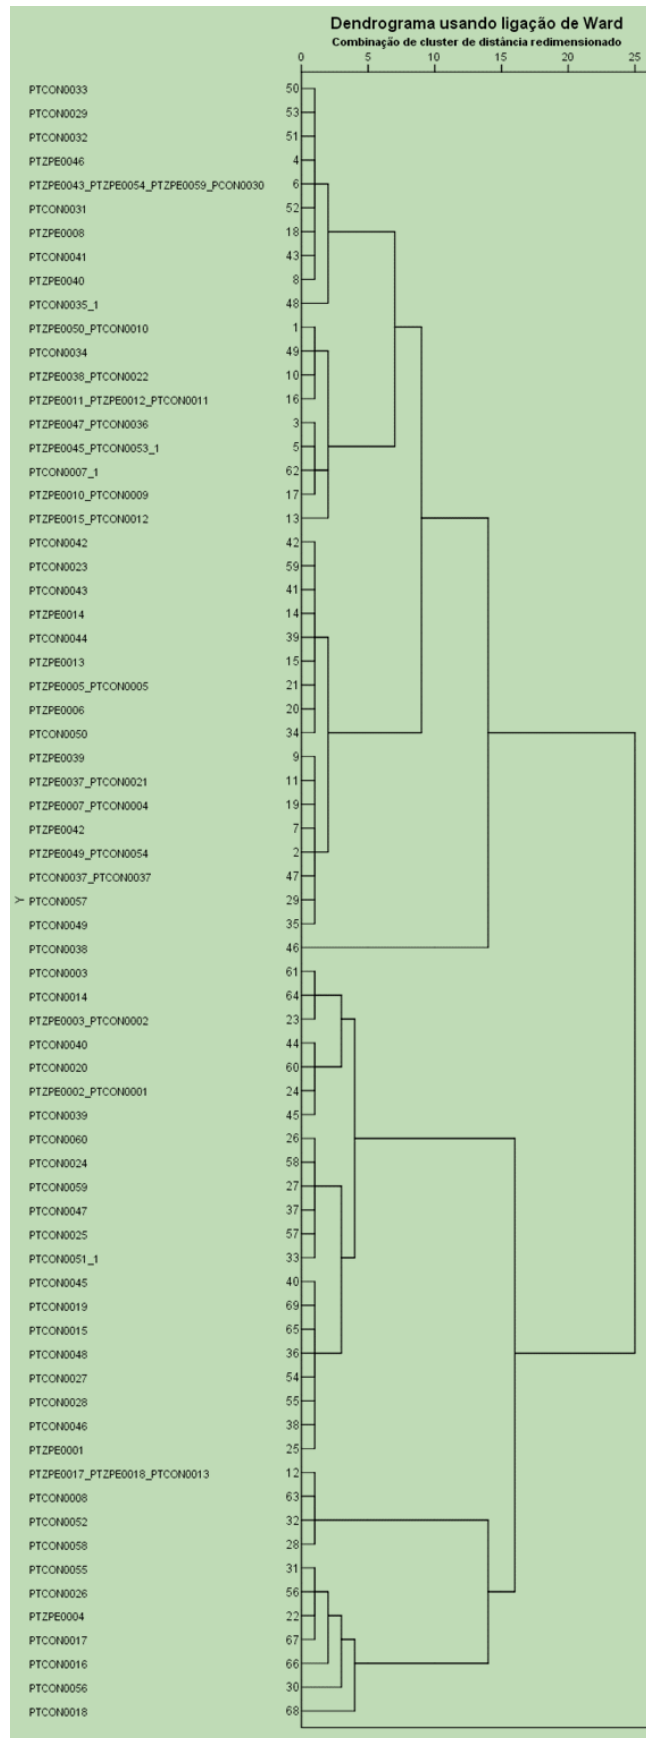 Dendrograma usando ligação de Ward
Combinação de cluster de distância redimensionado
0 5 10 15 20 25
PTCON0033 50
PTCON0029 53
PTCON0032 51
PTZPE0046 4
PTZPE0043_PTZPE0054_PTZPE0059_PCON0030 6
PTCON0031 52
PTZPE0008 18
PTCON0041 43
PTZPE0040 8
PTCON0035_1 48
PTZPE0050_PTCON0010 1
PTCON0034 49
PTZPE0038_PTCON0022 10
PTZPE0011_PTZPE0012_PTCON0011 16
PTZPE0047_PTCON0036 3
PTZPE0045_PTCON0053_1 5
PTCON0007_1 62
PTZPE0010_PTCON0009 17
PTZPE0015_PTCON0012 13
PTCON0042 42
PTCON0023 59
PTCON0043 41
PTZPE0014 14
PTCON0044 39
PTZPE0013 15
PTZPE0005_PTCON0005 21
PTZPE0006 20
PTCON0050 34
PTZPE0039 9
PTZPE0037_PTCON0021 11
PTZPE0007_PTCON0004 19
PTZPE0042 7
PTZPE0049_PTCON0054 2
PTCON0037_PTCON0037 47
Y PTCON0057 29
PTCON0049 35
PTCON0038 46
PTCON0003 61
PTCON0014 64
PTZPE0003_PTCON0002 23
PTCON0040 44
PTCON0020 60
PTZPE0002_PTCON0001 24
PTCON0039 45
PTCON0060 26
PTCON0024 58
PTCON0059 27
PTCON0047 37
PTCON0025 57
PTCON0051_1 33
PTCON0045 40
PTCON0019 69
PTCON0015 65
PTCON0048 36
PTCON0027 54
PTCON0028 55
PTCON0046 38
PTZPE0001 25
PTZPE0017_PTZPE0018_PTCON0013 12
PTCON0008 63
PTCON0052 32
PTCON0058 28
PTCON0055 31
PTCON0026 56
PTZPE0004 22
PTCON0017 67
PTCON0016 66
PTCON0056 30
PTCON0018 68